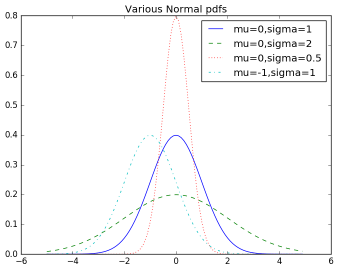 Various Normal pdfs
0.8
0.7
0.6
0.5
0.4
0.3
0.2
0.1
0.0
mu=0,sigma=1
mu=0,sigma=2
mu=0,sigma=0.5
mu=-1,sigma=1
−6 −4 −2 0 2 4 6